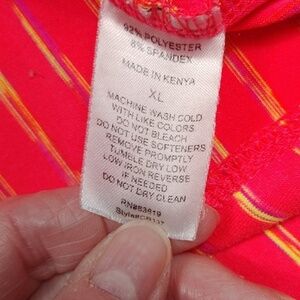 92% POLYESTER
8% SPANDEX
MADE IN KENYA
XL
MACHINE WASH COLD
WITH LIKE COLORS
DO NOT BLEACH
DO NOT USE SOFTENERS
REMOVE PROMPTLY
TUMBLE DRY LOW
LOW IRON REVERSE
IF NEEDED
DO NOT DRY CLEAN